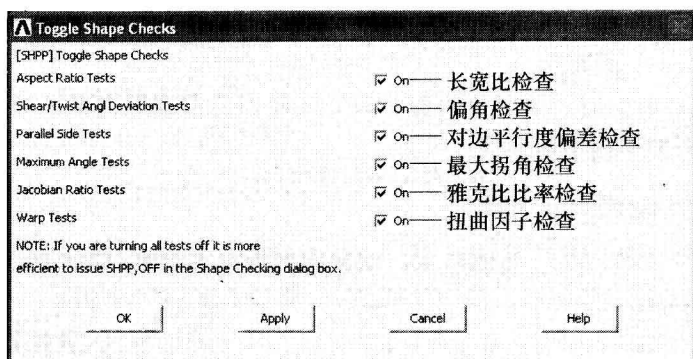 Toggle Shape Checks
[SHPP] Toggle Shape Checks
Aspect Ratio Tests On 长宽比检查
Shear/Twist Angl Deviation Tests On 偏角检查
Parallel Side Tests On 对边平行度偏差检查
Maximum Angle Tests On 最大拐角检查
Jacobian Ratio Tests On 雅克比比率检查
Warp Tests On 扭曲因子检查
NOTE: If you are turning all tests off it is more
efficient to issue SHPP,OFF in the Shape Checking dialog box.
OK Apply Cancel Help